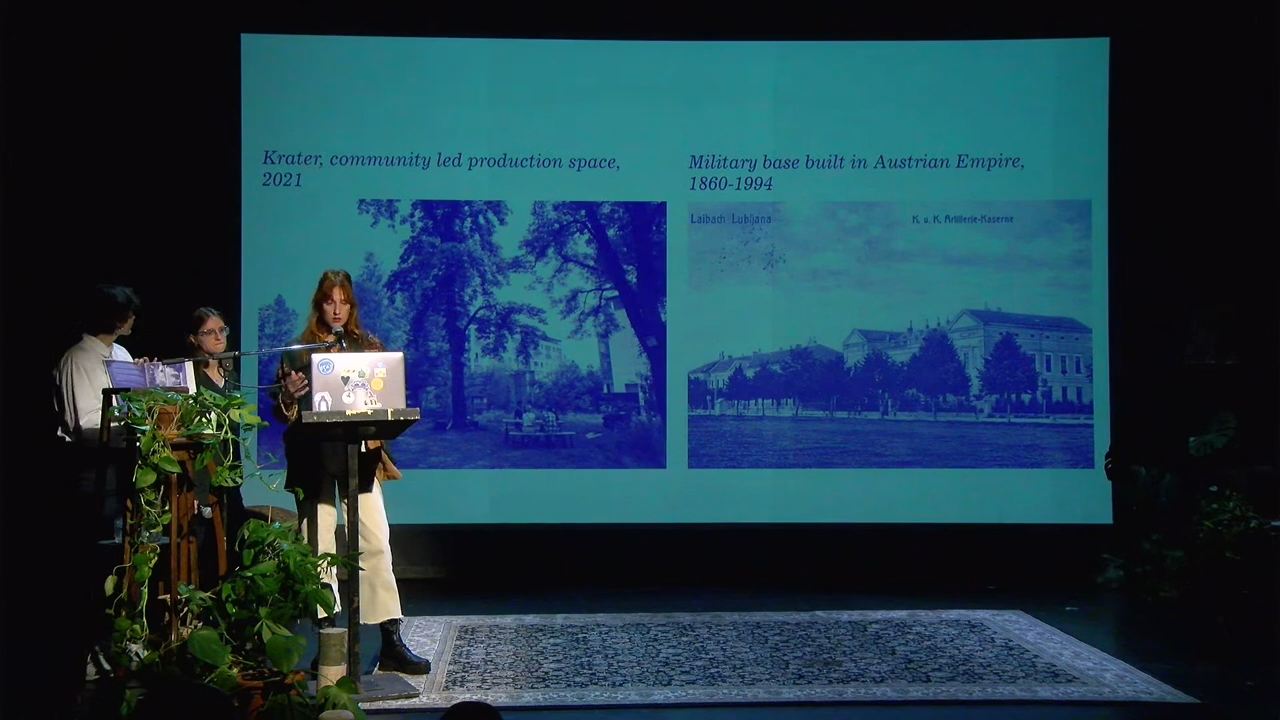 Krater, community led production space,
2021
Military base built in Austrian Empire,
1860-1994
Laibach Lubljana
K. u. K. Artillerie-Kaserne